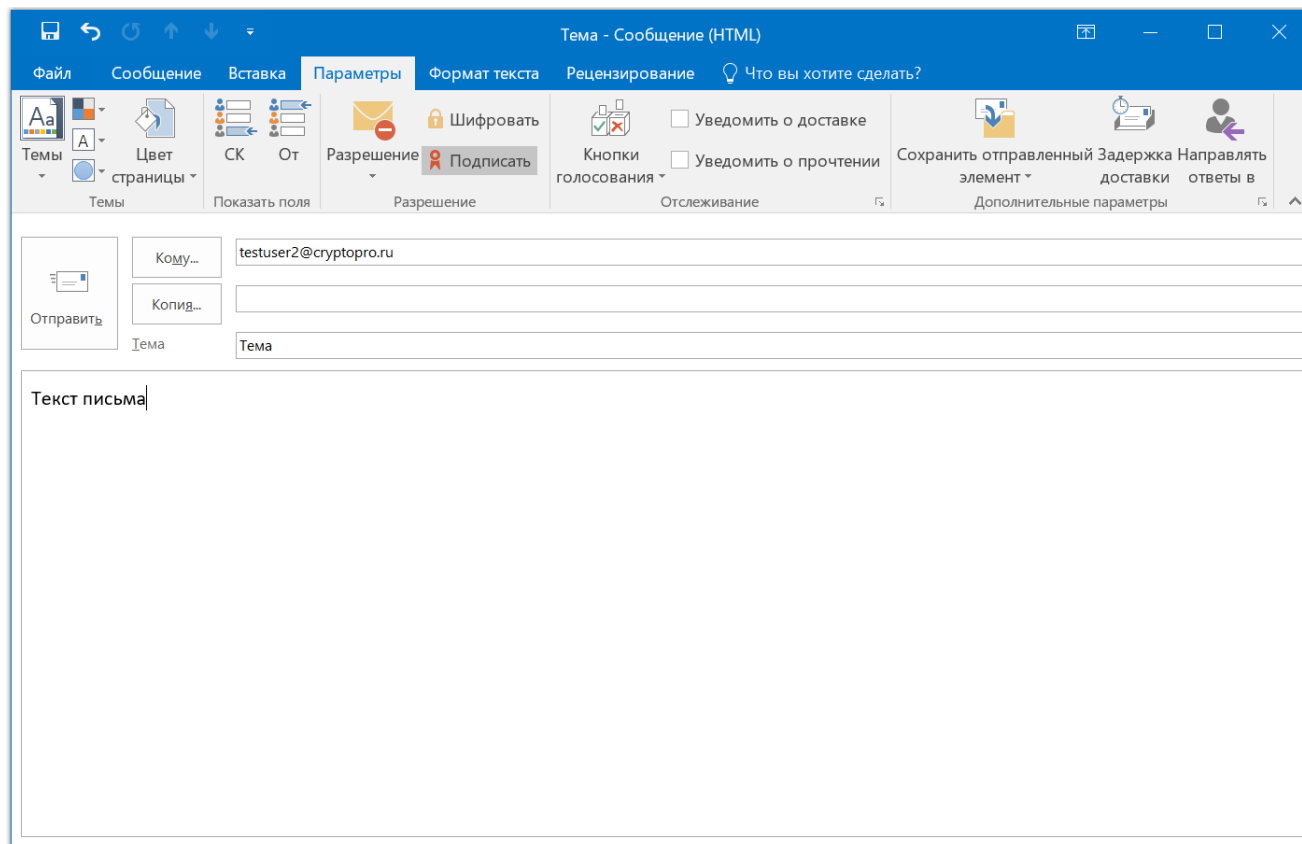 Тема - Сообщение (HTML)
Файл Сообщение Вставка Параметры Формат текста Рецензирование Что вы хотите сделать?
Aa
A
Темы
Цвет
страницы
Темы
СК От
Показать поля
Разрешение
Шифровать
Подписать
Разрешение
Кнопки
голосования
Уведомить о доставке
Уведомить о прочтении
Отслеживание
Сохранить отправленный
элемент
Задержка
доставки
Направлять
ответы в
Дополнительные параметры
Отправить
Кому... testuser2@cryptopro.ru
Копия...
Тема Тема
Текст письма